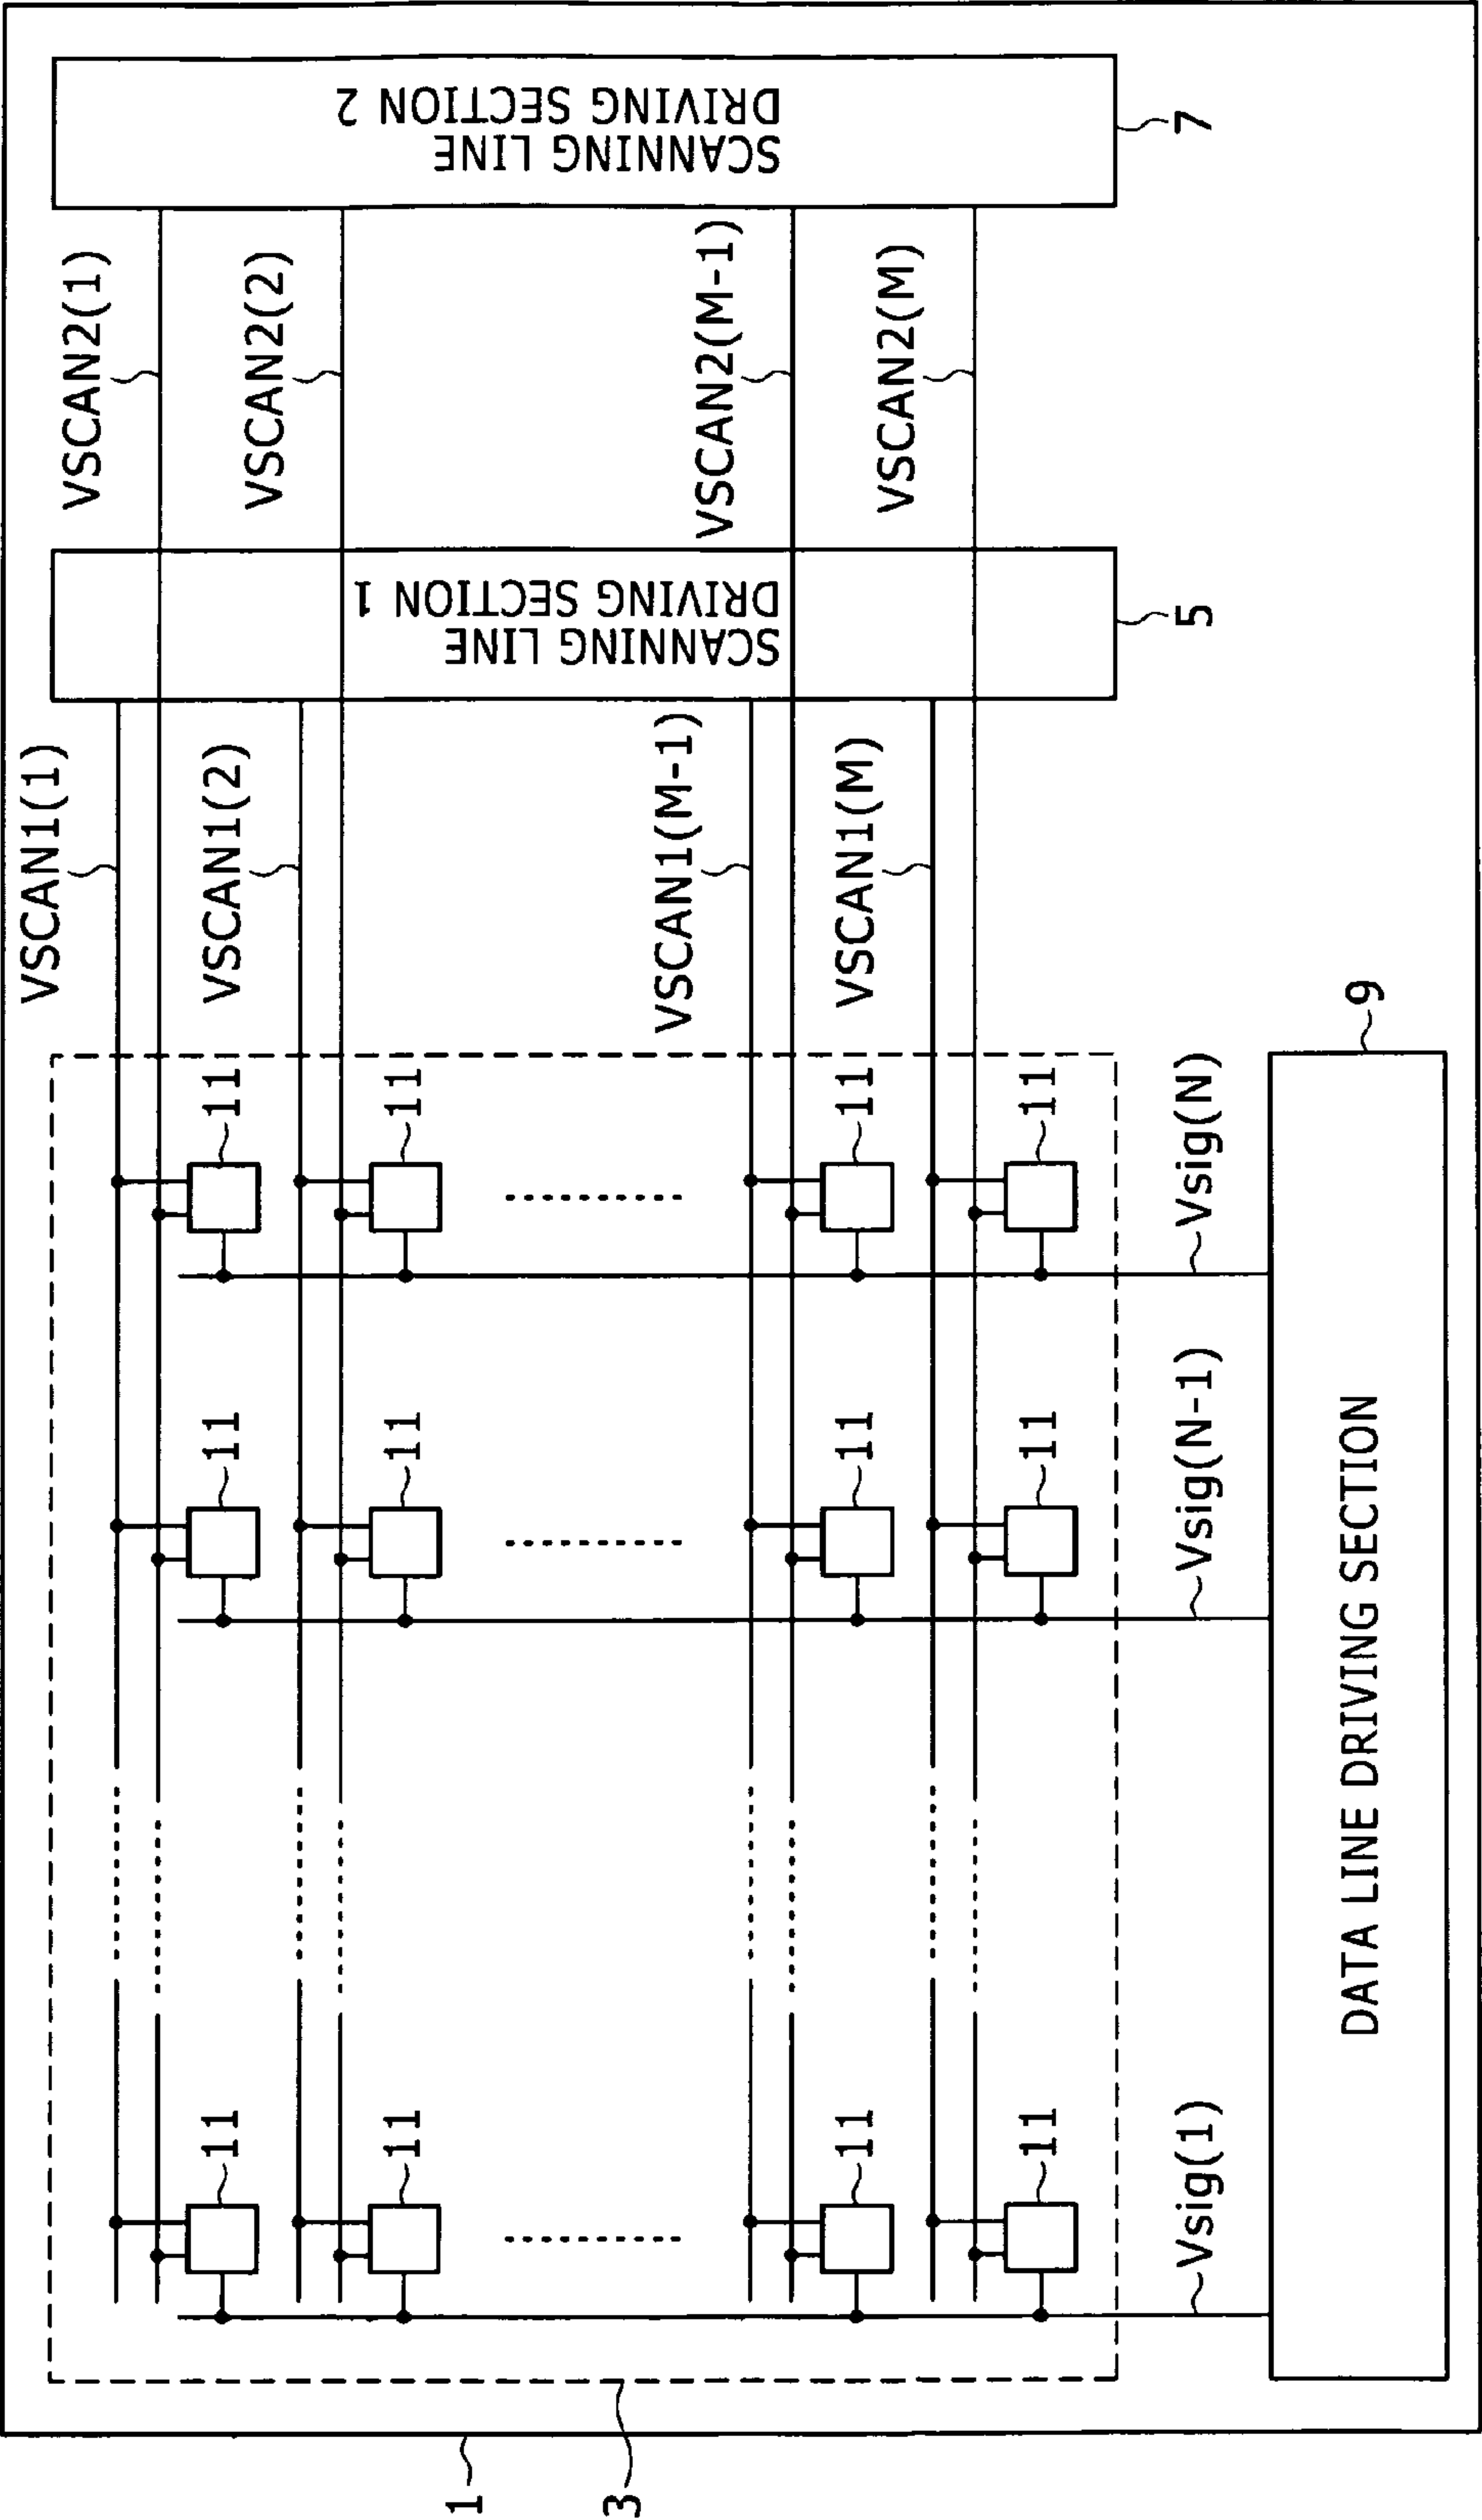 VSCAN1(1)
VSCAN2(1)
VSCAN1(2)
VSCAN2(2)
VSCAN1(M-1)
VSCAN2(M-1)
VSCAN1(M)
VSCAN2(M)
SCANNING LINE
DRIVING SECTION 1
SCANNING LINE
DRIVING SECTION 2
11
11
11
11
11
11
11
11
11
11
11
11
Vsig(1)
Vsig(N-1)
Vsig(N)
5
7
9
DATA LINE DRIVING SECTION
1
3